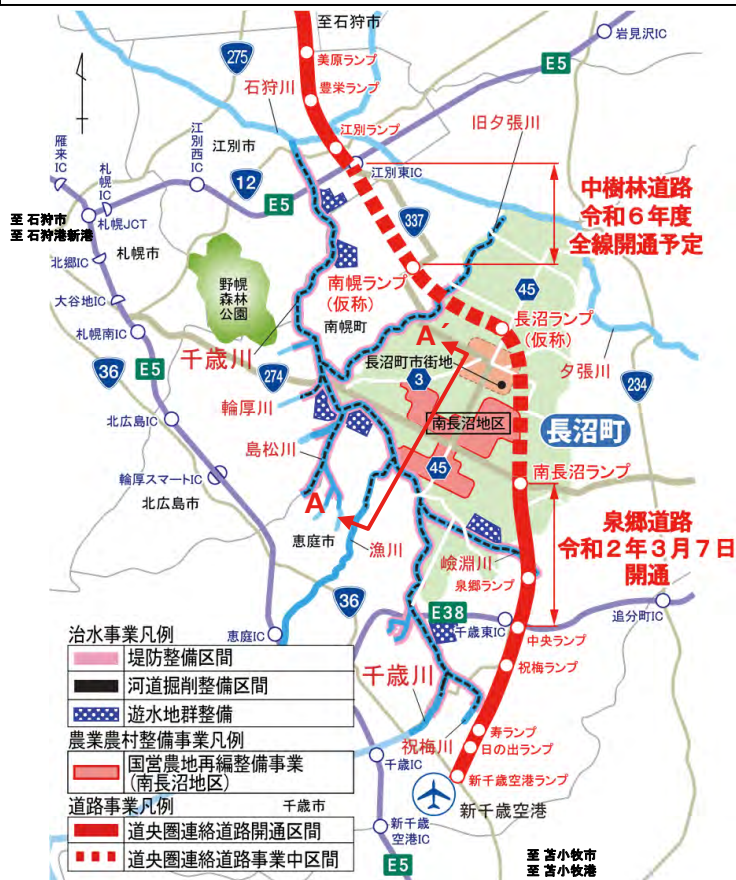 至石狩市
275
美原ランプ
岩見沢IC
E5
石狩川
豊栄ランプ
旧夕張川
雁来IC
札幌IC
江別西IC
江別市
江別ランプ
12
E5
江別東IC
中樹林道路
令和6年度
全線開通予定
至 石狩市
至 石狩港新港
札幌JCT
札幌市
337
北郷IC
大谷地IC
野幌
森林
公園
南幌ランプ
(仮称)
南幌町
45
長沼ランプ
(仮称)
札幌南IC
千歳川
A´
長沼町市街地
夕張川
36
E5
274
3
234
北広島IC
輪厚川
南長沼地区
長沼町
島松川
45
輪厚スマートIC
南長沼ランプ
北広島市
A
恵庭市
漁川
嶮淵川
泉郷道路
令和2年3月7日
開通
泉郷ランプ
36
E38
追分町IC
恵庭IC
千歳東IC
中央ランプ
治水事業凡例
堤防整備区間
河道掘削整備区間
遊水地群整備
千歳川
祝梅ランプ
祝梅川
寿ランプ
日の出ランプ
農業農村整備事業凡例
国営農地再編整備事業
(南長沼地区)
千歳IC
新千歳空港ランプ
新千歳空港
道路事業凡例
千歳市
道央圏連絡道路開通区間
道央圏連絡道路事業中区間
新千歳
空港IC
E5
至 苫小牧市
至 苫小牧港